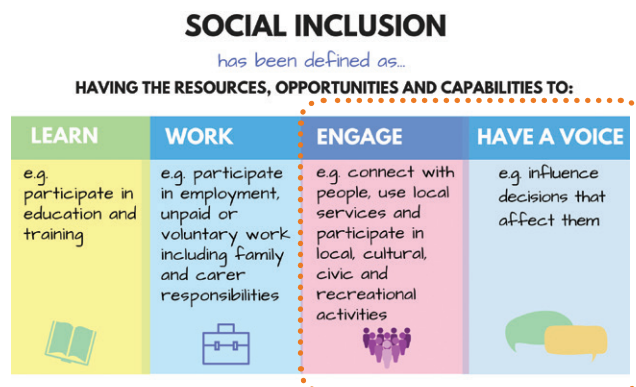 SOCIAL INCLUSION
has been defined as...
HAVING THE RESOURCES, OPPORTUNITIES AND CAPABILITIES TO:
LEARN
e.g.
participate in
education and
training
WORK
e.g. participate
in employment,
unpaid or
voluntary work
including family
and carer
responsibilities
ENGAGE
e.g. connect with
people, use local
services and
participate in
local, cultural,
civic and
recreational
activities
HAVE A VOICE
e.g. influence
decisions that
affect them